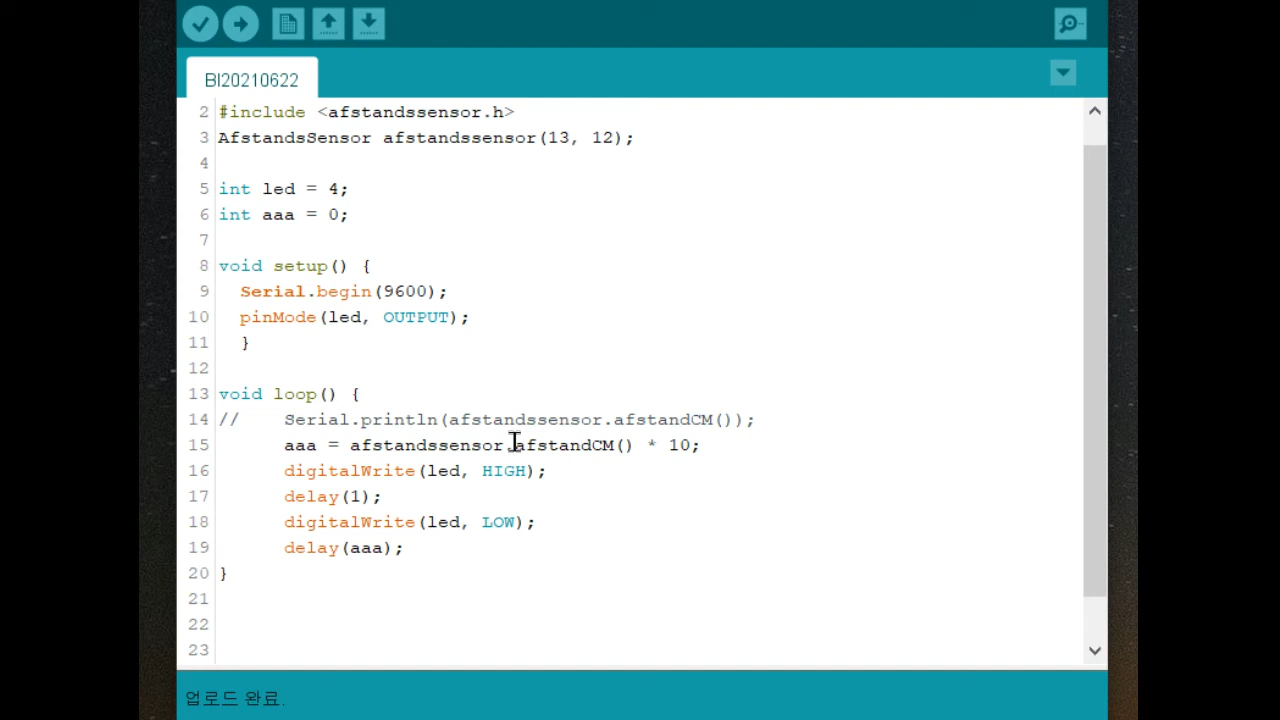 BI20210622
2 #include <afstandssensor.h>
3 AfstandsSensor afstandssensor(13, 12);
4
5 int led = 4;
6 int aaa = 0;
7
8 void setup() {
9 Serial.begin(9600);
10 pinMode(led, OUTPUT);
11 }
12
13 void loop() {
14 // Serial.println(afstandssensor.afstandCM());
15 aaa = afstandssensor.afstandCM() * 10;
16 digitalWrite(led, HIGH);
17 delay(1);
18 digitalWrite(led, LOW);
19 delay(aaa);
20 }
21
22
23
업로드 완료.